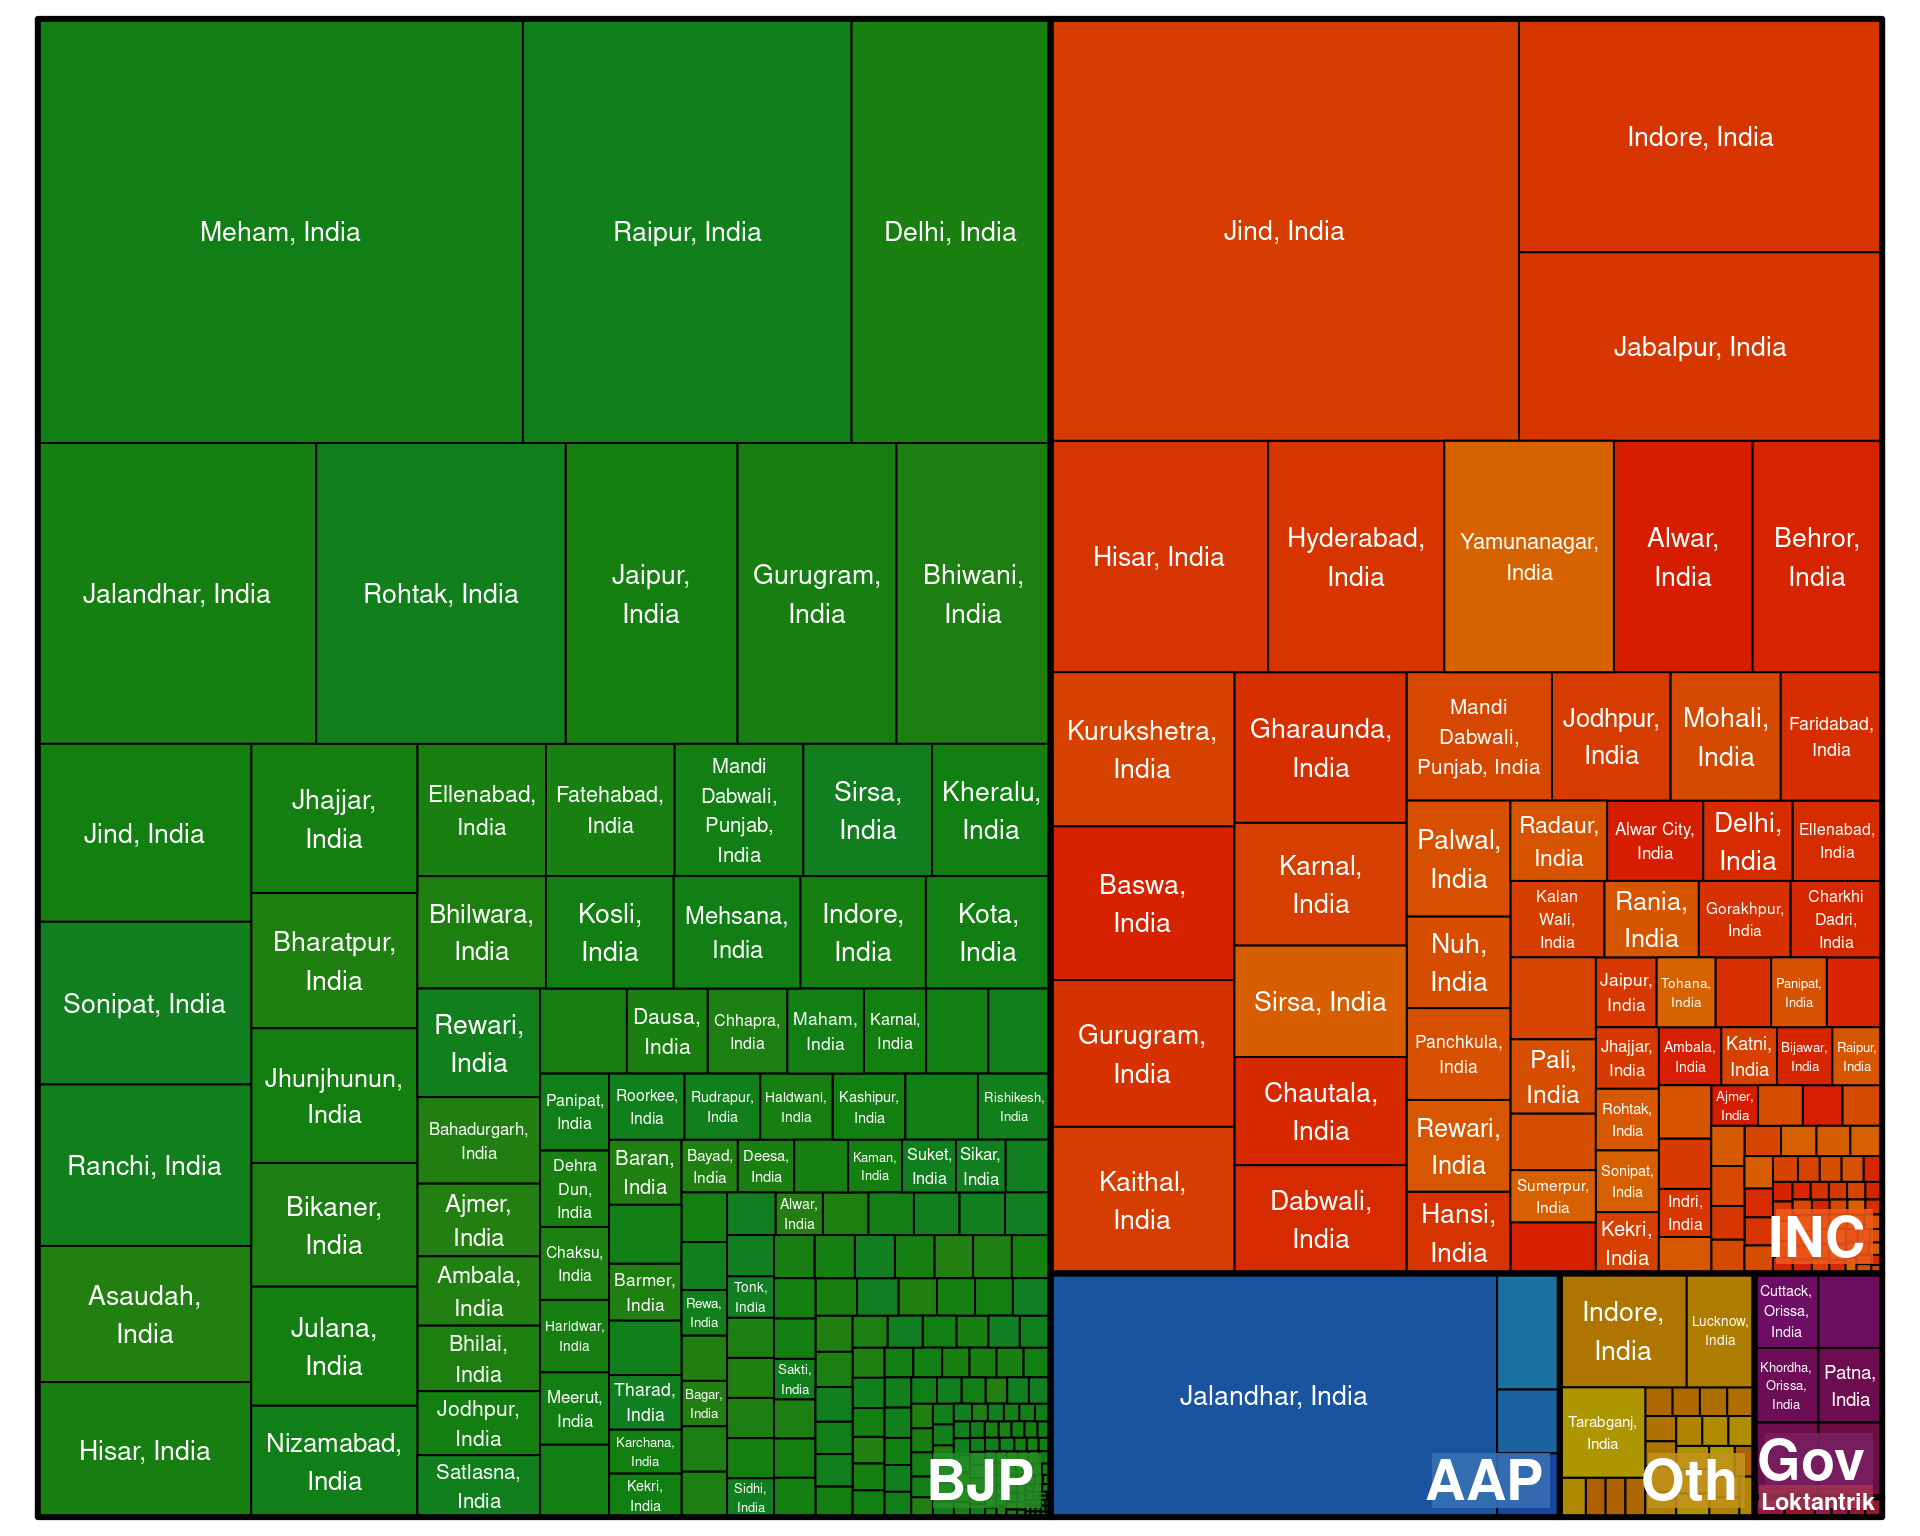 Meham, India
Raipur, India
Delhi, India
Jalandhar, India
Rohtak, India
Jaipur,
India
Gurugram,
India
Bhiwani,
India
Jind, India
Sonipat, India
Ranchi, India
Asaudah,
India
Hisar, India
Jhajjar,
India
Bharatpur,
India
Jhunjhunun,
India
Bikaner,
India
Julana,
India
Nizamabad,
India
Ellenabad,
India
Fatehabad,
India
Mandi
Dabwali,
Punjab,
India
Sirsa,
India
Kheralu,
India
Bhilwara,
India
Kosli,
India
Mehsana,
India
Indore,
India
Kota,
India
Rewari,
India
Bahadurgarh,
India
Ajmer,
India
Ambala,
India
Bhilai,
India
Jodhpur,
India
Satlasna,
India
Dausa,
India
Chhapra,
India
Maham,
India
Karnal,
India
Panipat,
India
Dehra
Dun,
India
Chaksu,
India
Haridwar,
India
Meerut,
India
Roorkee,
India
Rudrapur,
India
Haldwani,
India
Kashipur,
India
Rishikesh,
India
Baran,
India
Barmer,
India
Tharad,
India
Karchana,
India
Kekri,
India
Bayad,
India
Deesa,
India
Kaman,
India
Suket,
India
Sikar,
India
Rewa,
India
Bagar,
India
Alwar,
India
Tonk,
India
Sakti,
India
Sidhi,
India
BJP
Jind, India
Indore, India
Jabalpur, India
Hisar, India
Hyderabad,
India
Yamunanagar,
India
Alwar,
India
Behror,
India
Kurukshetra,
India
Baswa,
India
Gurugram,
India
Kaithal,
India
Gharaunda,
India
Karnal,
India
Sirsa, India
Chautala,
India
Dabwali,
India
Mandi
Dabwali,
Punjab, India
Jodhpur,
India
Mohali,
India
Faridabad,
India
Palwal,
India
Nuh,
India
Panchkula,
India
Rewari,
India
Hansi,
India
Radaur,
India
Alwar City,
India
Delhi,
India
Ellenabad,
India
Kalan
Wali,
India
Rania,
India
Gorakhpur,
India
Charkhi
Dadri,
India
Pali,
India
Sumerpur,
India
Jaipur,
India
Tohana,
India
Panipat,
India
Jhajjar,
India
Ambala,
India
Katni,
India
Bijawar,
India
Raipur,
India
Rohtak,
India
Sonipat,
India
Kekri,
India
Ajmer,
India
Indri,
India
INC
Jalandhar, India
AAP
Indore,
India
Lucknow,
India
Tarabganj,
India
Oth
Cuttack,
Orissa,
India
Khordha,
Orissa,
India
Patna,
India
Gov
Loktantrik